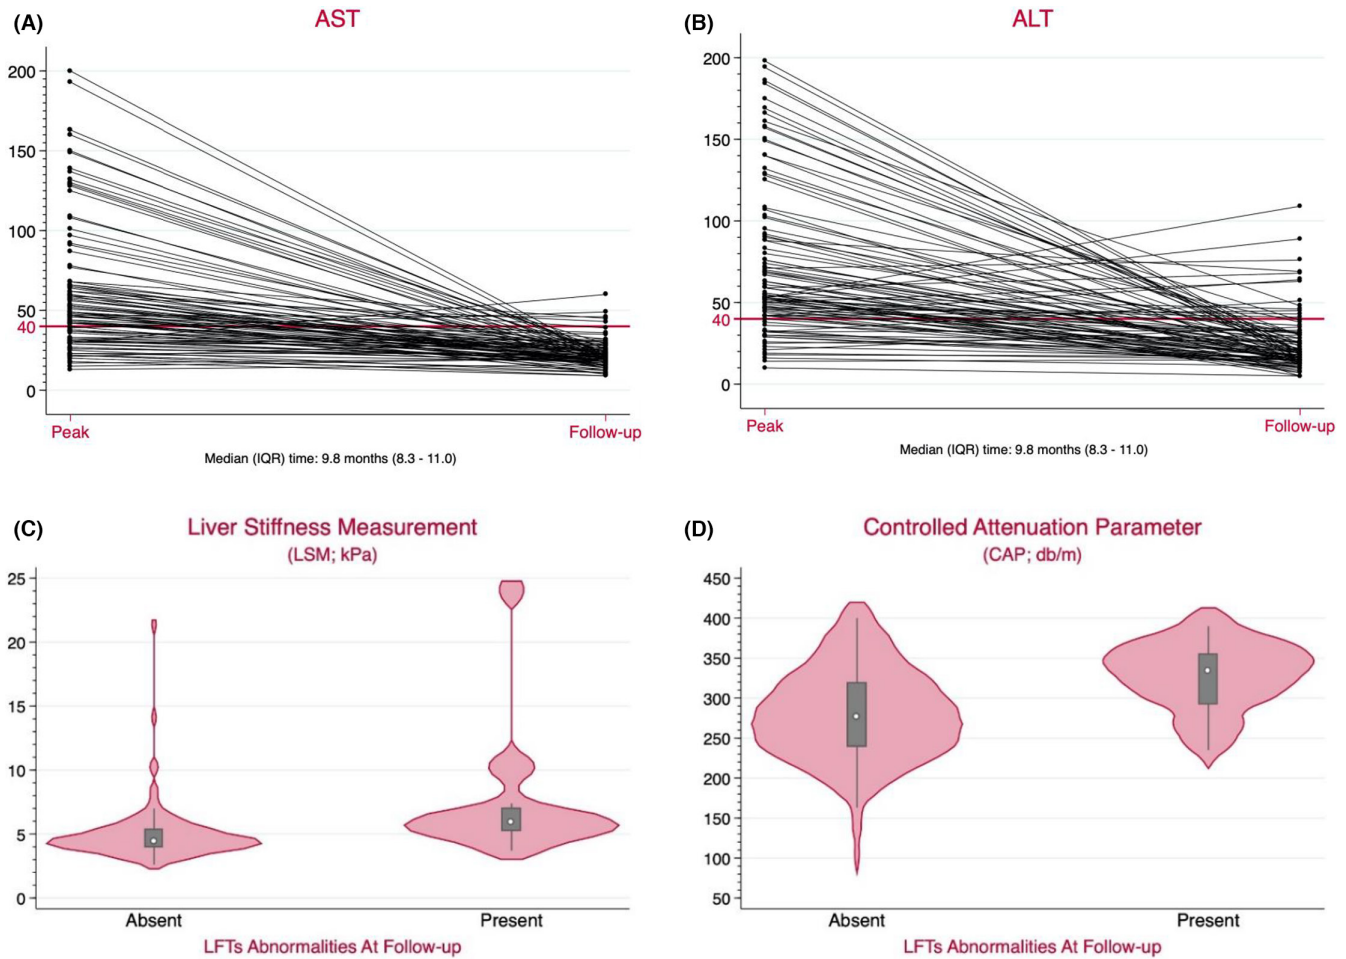 (A) AST
200
150
100
50
40
0
Peak Follow-up
Median (IQR) time: 9.8 months (8.3 - 11.0)
(B) ALT
200
150
100
50
40
0
Peak Follow-up
Median (IQR) time: 9.8 months (8.3 - 11.0)
(C) Liver Stiffness Measurement
(LSM; kPa)
25
20
15
10
5
0
Absent Present
LFTs Abnormalities At Follow-up
(D) Controlled Attenuation Parameter
(CAP; db/m)
450
400
350
300
250
200
150
100
50
Absent Present
LFTs Abnormalities At Follow-up